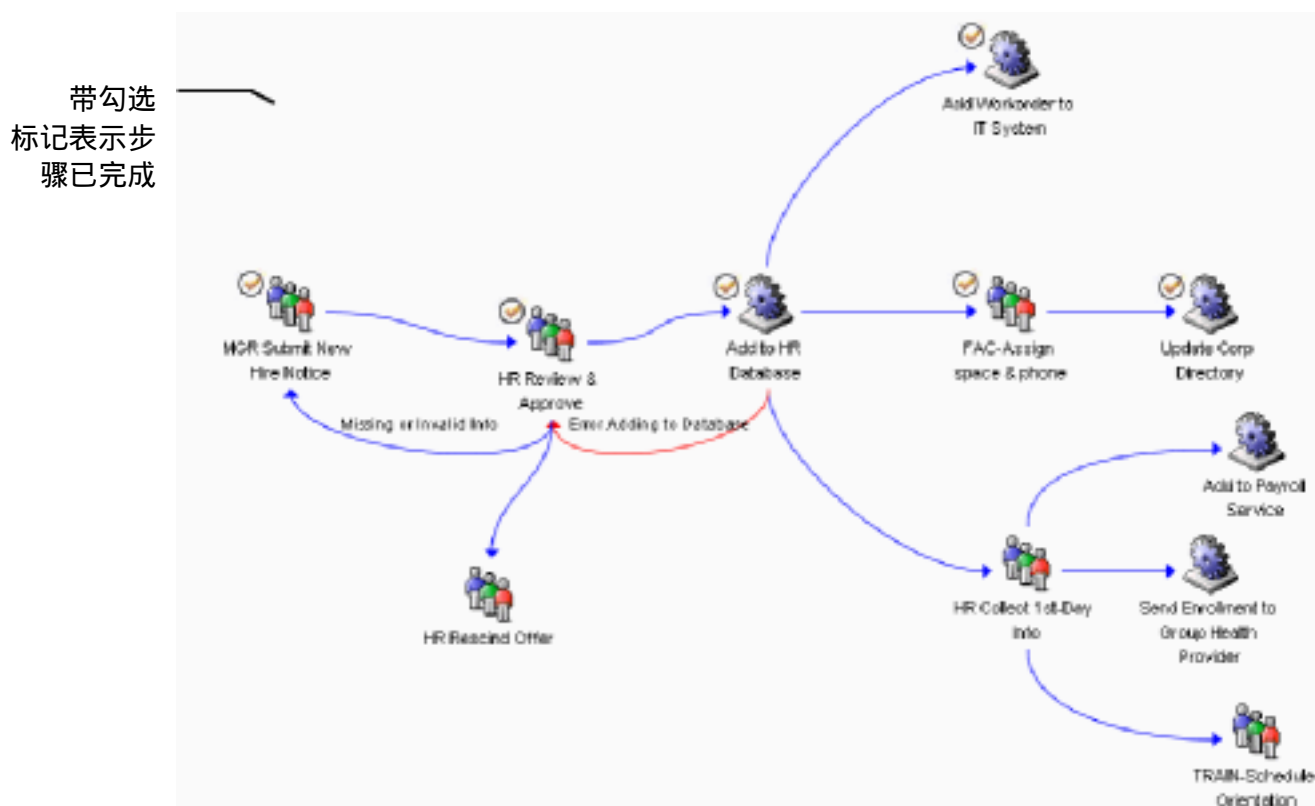 带勾选
标记表示步
骤已完成
Add Workorder to
IT System
MGR Submit New
Hire Notice
HR Review &
Approve
Add to HR
Database
FAC-Assign
space & phone
Update Corp
Directory
Missing or Invalid Info
Error Adding to Database
Add to Payroll
Service
HR Collect 1st-Day
Info
Send Enrollment to
Group Health
Provider
HR Rescind Offer
TRAIN-Schedule
Orientation